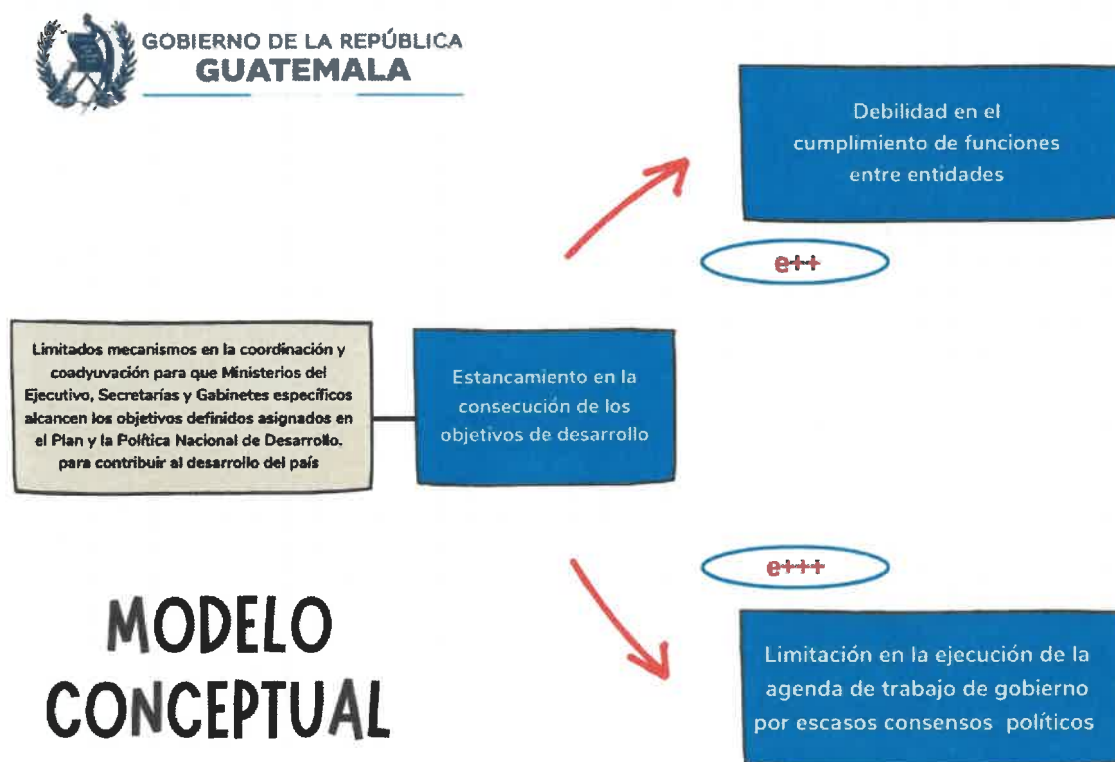 GOBIERNO DE LA REPÚBLICA
GUATEMALA
Debilidad en el
cumplimiento de funciones
entre entidades
e++
Limitados mecanismos en la coordinación y
coadyuvación para que Ministerios del
Ejecutivo, Secretarías y Gabinetes específicos
alcancen los objetivos definidos asignados en
el Plan y la Política Nacional de Desarrollo.
para contribuir al desarrollo del país
Estancamiento en la
consecución de los
objetivos de desarrollo
e+++
Limitación en la ejecución de la
agenda de trabajo de gobierno
por escasos consensos políticos
MODELO
CONCEPTUAL